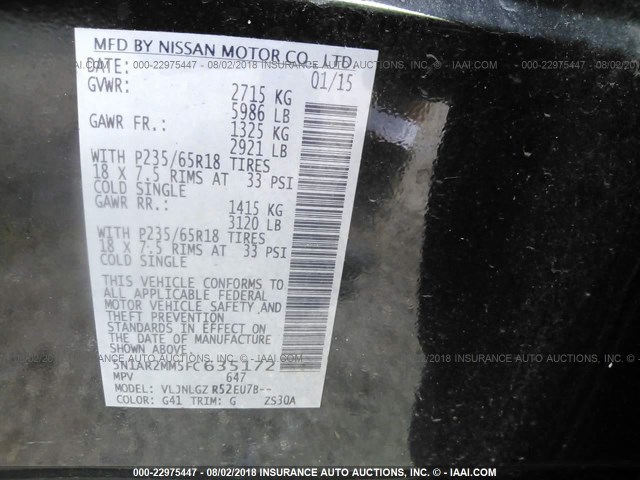 MFD BY NISSAN MOTOR CO., LTD.
DATE: 01/15
GVWR: 2715 KG
5986 LB
GAWR FR.: 1325 KG
2921 LB
WITH P235/65R18 TIRES
18 X 7.5 RIMS AT 33 PSI
COLD SINGLE
GAWR RR.: 1415 KG
3120 LB
WITH P235/65R18 TIRES
18 X 7.5 RIMS AT 33 PSI
COLD SINGLE
THIS VEHICLE CONFORMS TO
ALL APPLICABLE FEDERAL
MOTOR VEHICLE SAFETY AND
THEFT PREVENTION
STANDARDS IN EFFECT ON
THE DATE OF MANUFACTURE
SHOWN ABOVE
5N1AR2MM5FC635172
MPV 647
MODEL: VLJNLGZ R52EU7B--
COLOR: G41 TRIM: G ZS30A
000-22975447 - 08/02/2018 INSURANCE AUTO AUCTIONS, INC. - IAAI.COM